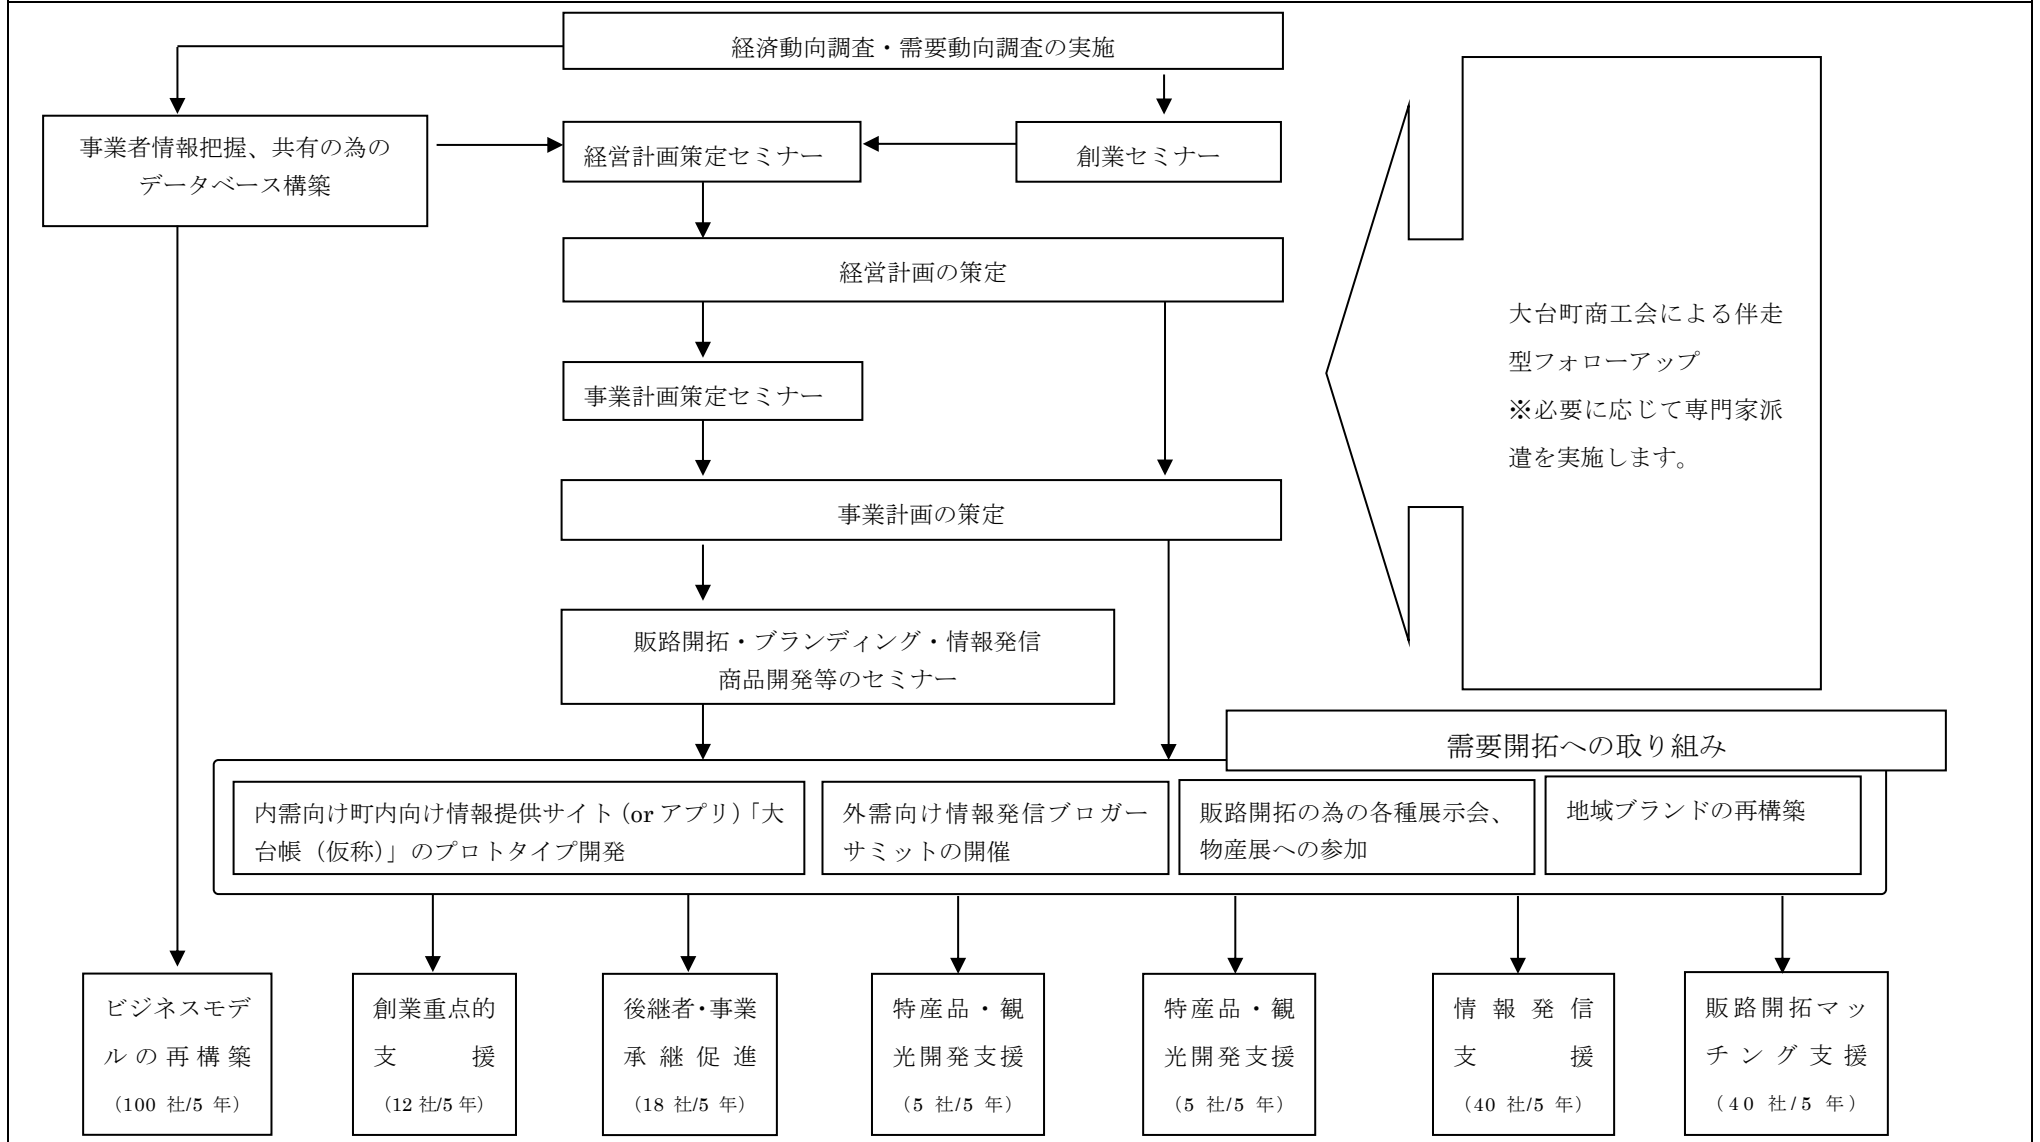 経済動向調査・需要動向調査の実施
事業者情報把握、共有の為の
データベース構築
経営計画策定セミナー
創業セミナー
経営計画の策定
事業計画策定セミナー
事業計画の策定
販路開拓・ブランディング・情報発信
商品開発等のセミナー
大台町商工会による伴走
型フォローアップ
※必要に応じて専門家派
遣を実施します。
需要開拓への取り組み
内需向け町内向け情報提供サイト(or アプリ)「大
台帳(仮称)」のプロトタイプ開発
外需向け情報発信ブロガー
サミットの開催
販路開拓の為の各種展示会、
物産展への参加
地域ブランドの再構築
ビジネスモデ
ルの再構築
(100 社/5 年)
創業重点的
支援
(12 社/5 年)
後継者・事業
承継促進
(18 社/5 年)
特産品・観
光開発支援
(5 社/5 年)
特産品・観
光開発支援
(5 社/5 年)
情報発信
支援
(40 社/5 年)
販路開拓マッ
チング支援
(40 社/5 年)